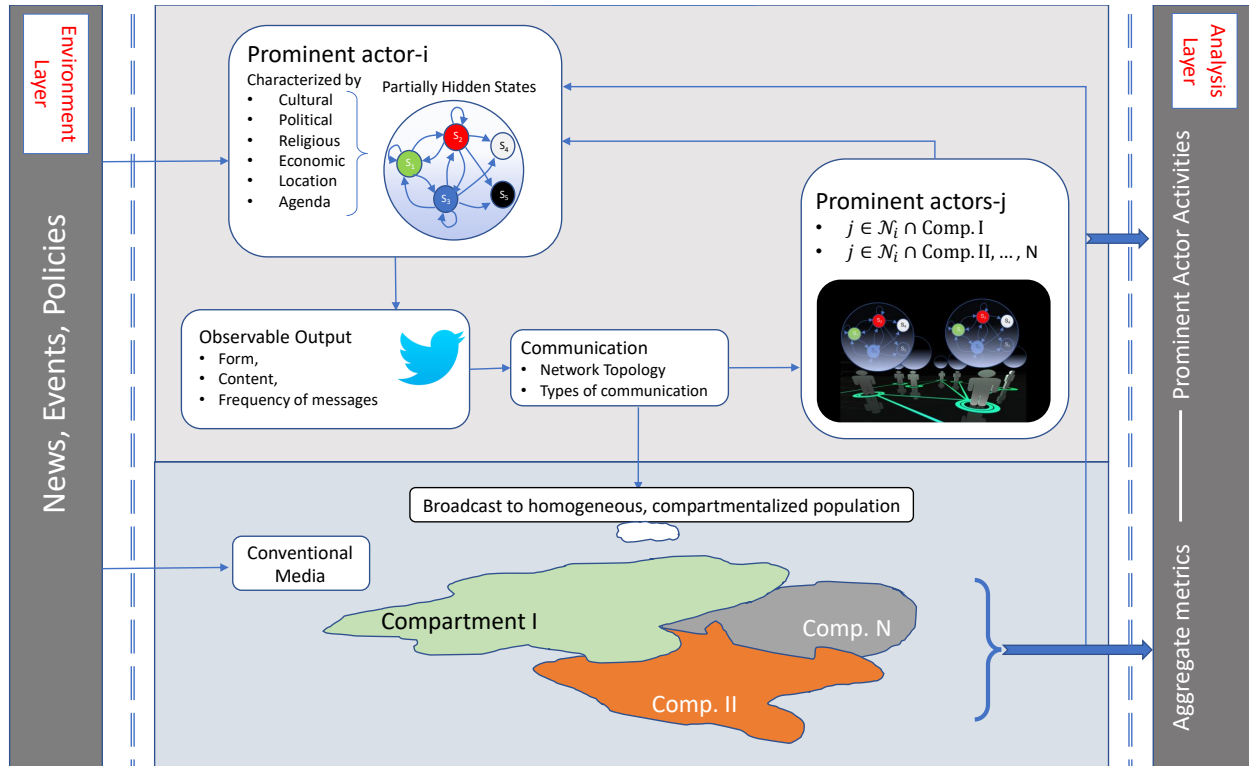 Environment
Layer
News, Events, Policies
Prominent actor-i
Characterized by
• Cultural
• Political
• Religious
• Economic
• Location
• Agenda
Partially Hidden States
S1
S2
S3
S4
S5
Observable Output
• Form,
• Content,
• Frequency of messages
Communication
• Network Topology
• Types of communication
Prominent actors-j
• j ∈ 𝒩ᵢ ∩ Comp. I
• j ∈ 𝒩ᵢ ∩ Comp. II, … , N
Broadcast to homogeneous, compartmentalized population
Conventional
Media
Compartment I
Comp. N
Comp. II
Analysis
Layer
Prominent Actor Activities
Aggregate metrics